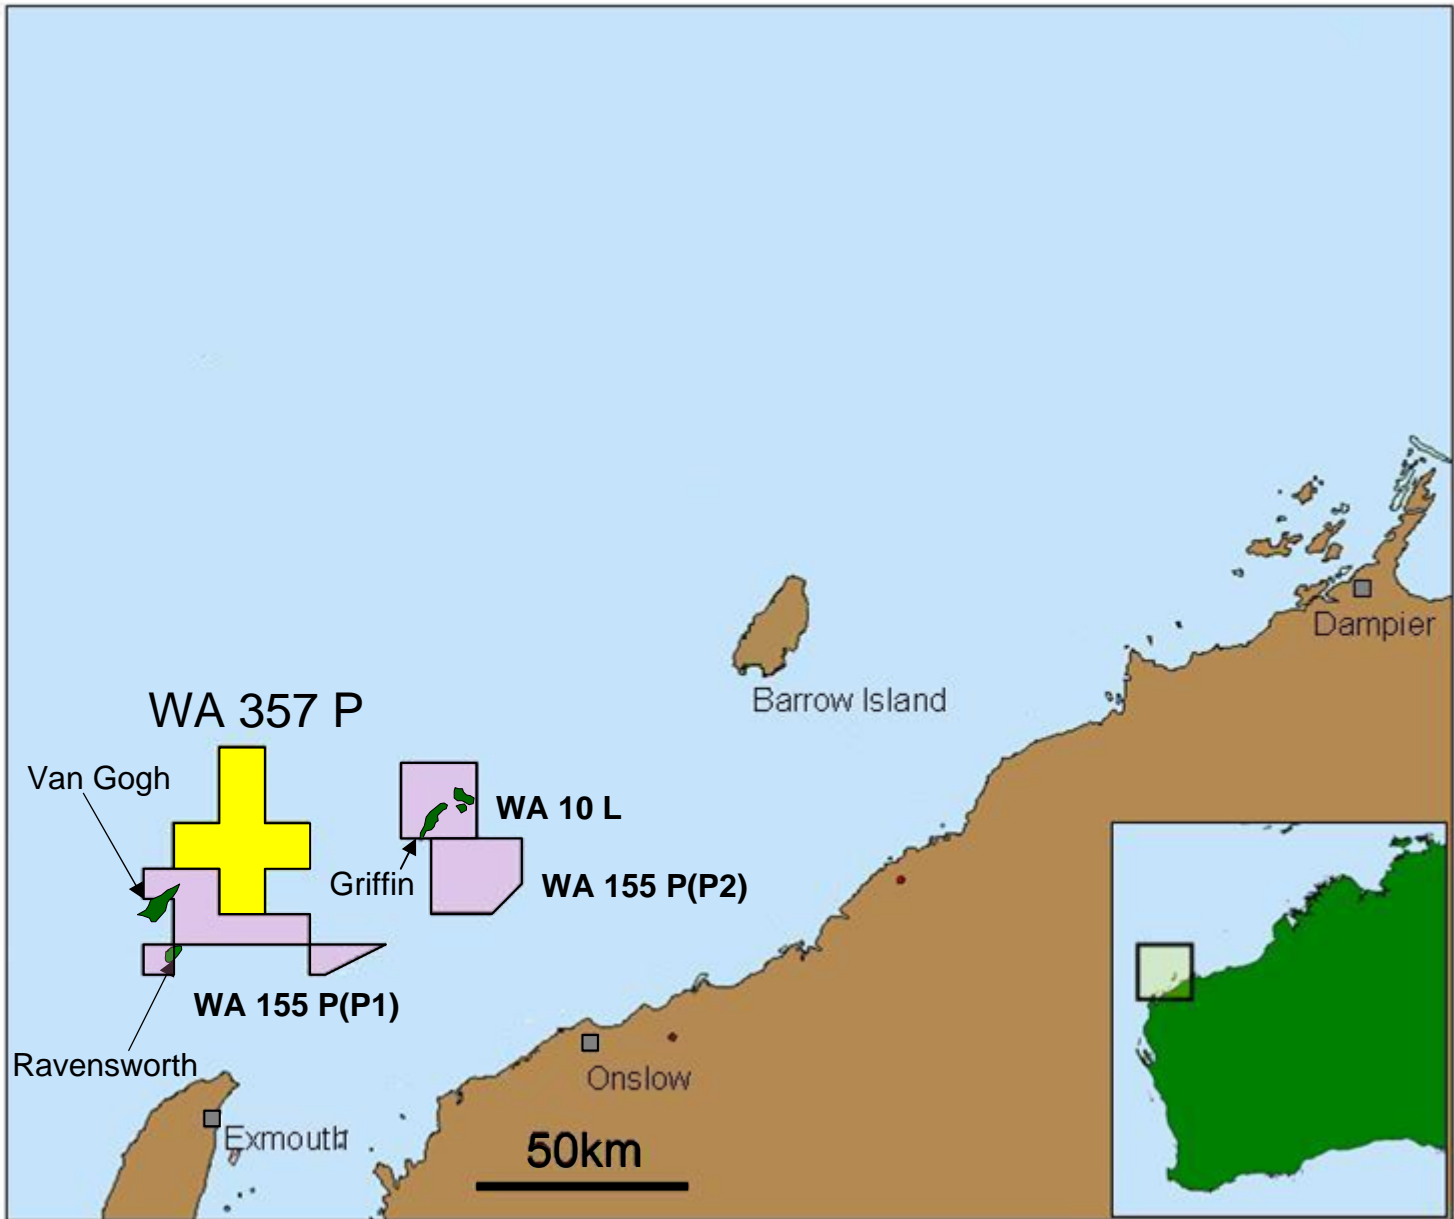 Dampier
Barrow Island
WA 357 P
Van Gogh
WA 10 L
Griffin
WA 155 P(P2)
WA 155 P(P1)
Ravensworth
Onslow
Exmouth
50km